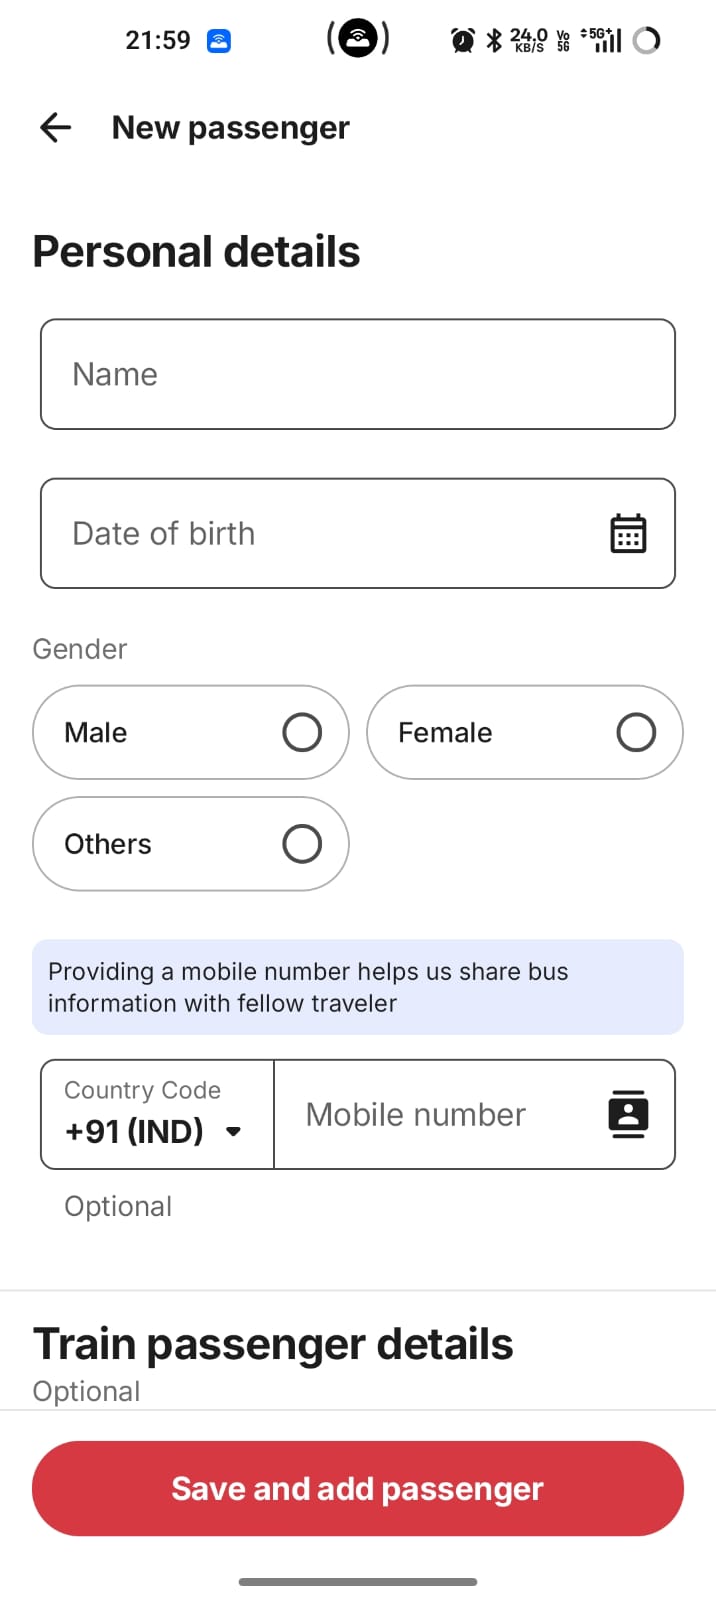 21:59
24.0
KB/S
Vo
5G
5G+
New passenger
Personal details
Name
Date of birth
Gender
Male
Female
Others
Providing a mobile number helps us share bus
information with fellow traveler
Country Code
+91 (IND)
Mobile number
Optional
Train passenger details
Optional
Save and add passenger